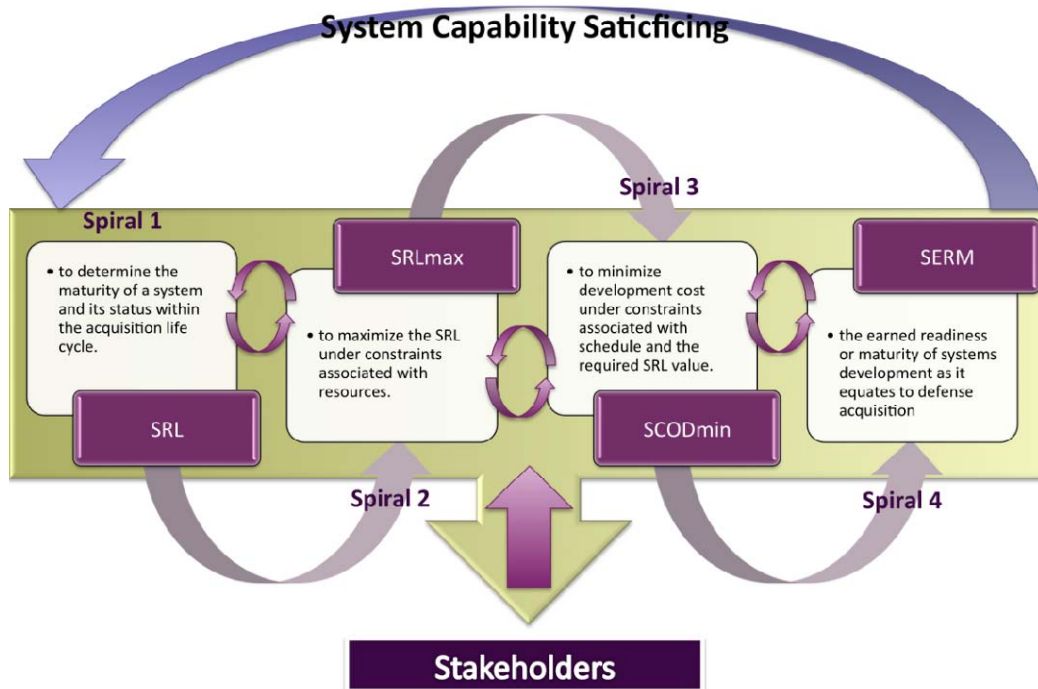 System Capability Saticficing
Spiral 1
• to determine the
maturity of a system
and its status within
the acquisition life
cycle.
SRL
Spiral 2
SRLmax
• to maximize the SRL
under constraints
associated with
resources.
Spiral 3
• to minimize
development cost
under constraints
associated with
schedule and the
required SRL value.
SCODmin
Spiral 4
SERM
• the earned readiness
or maturity of systems
development as it
equates to defense
acquisition
Stakeholders